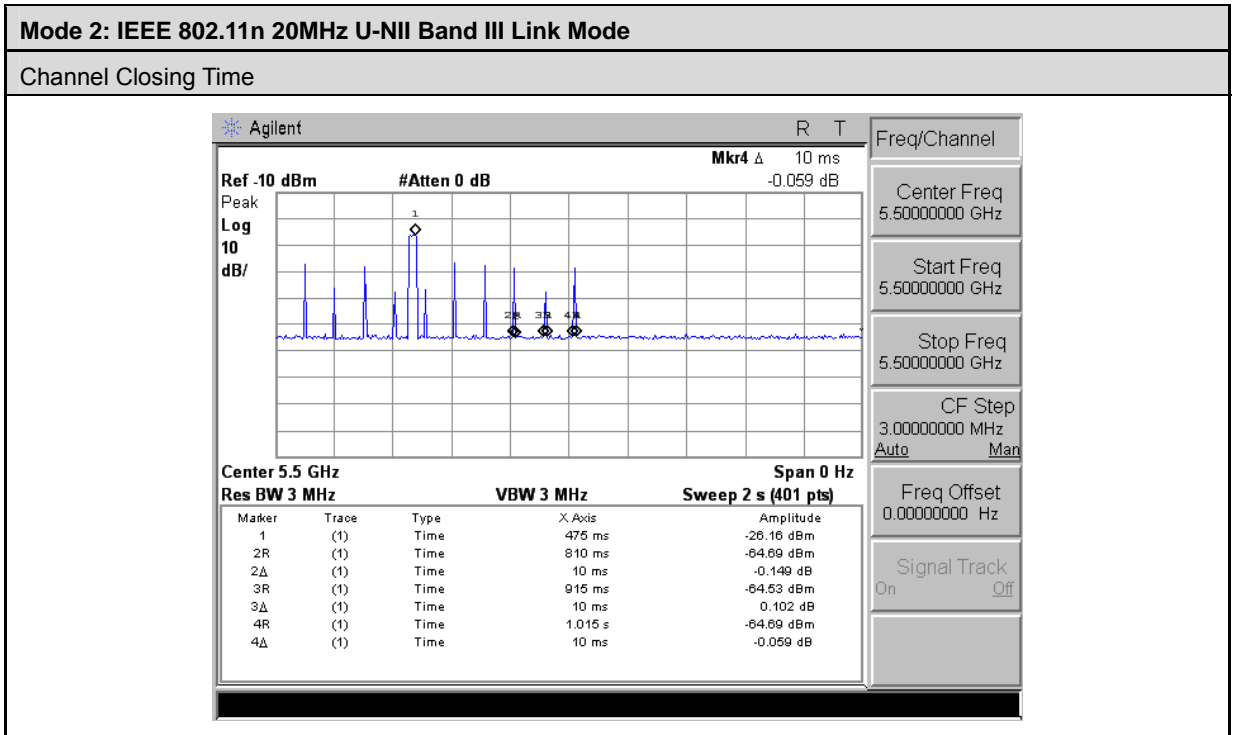 Mode 2: IEEE 802.11n 20MHz U-NII Band III Link Mode
Channel Closing Time
Agilent R T
Mkr4 Δ 10 ms
Ref -10 dBm #Atten 0 dB -0.059 dB
Peak
Log
10
dB/
1
Center 5.5 GHz Span 0 Hz
Res BW 3 MHz VBW 3 MHz Sweep 2 s (401 pts)
Marker Trace Type X Axis Amplitude
1 (1) Time 475 ms -26.16 dBm
2R (1) Time 810 ms -64.69 dBm
2Δ (1) Time 10 ms -0.149 dB
3R (1) Time 915 ms -64.53 dBm
3Δ (1) Time 10 ms 0.102 dB
4R (1) Time 1.015 s -64.69 dBm
4Δ (1) Time 10 ms -0.059 dB
Freq/Channel
Center Freq
5.50000000 GHz
Start Freq
5.50000000 GHz
Stop Freq
5.50000000 GHz
CF Step
3.00000000 MHz
Auto Man
Freq Offset
0.00000000 Hz
Signal Track
On Off